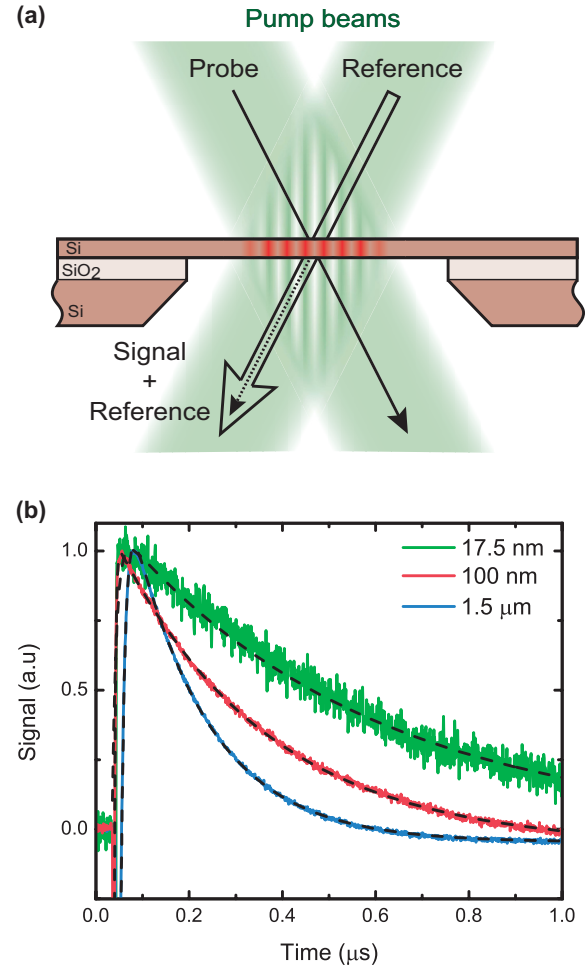 (a)
Pump beams
Probe
Reference
Si
SiO2
Si
Signal
+
Reference
(b)
17.5 nm
100 nm
1.5 μm
1.0
0.5
0.0
Signal (a.u)
0.0 0.2 0.4 0.6 0.8 1.0
Time (μs)